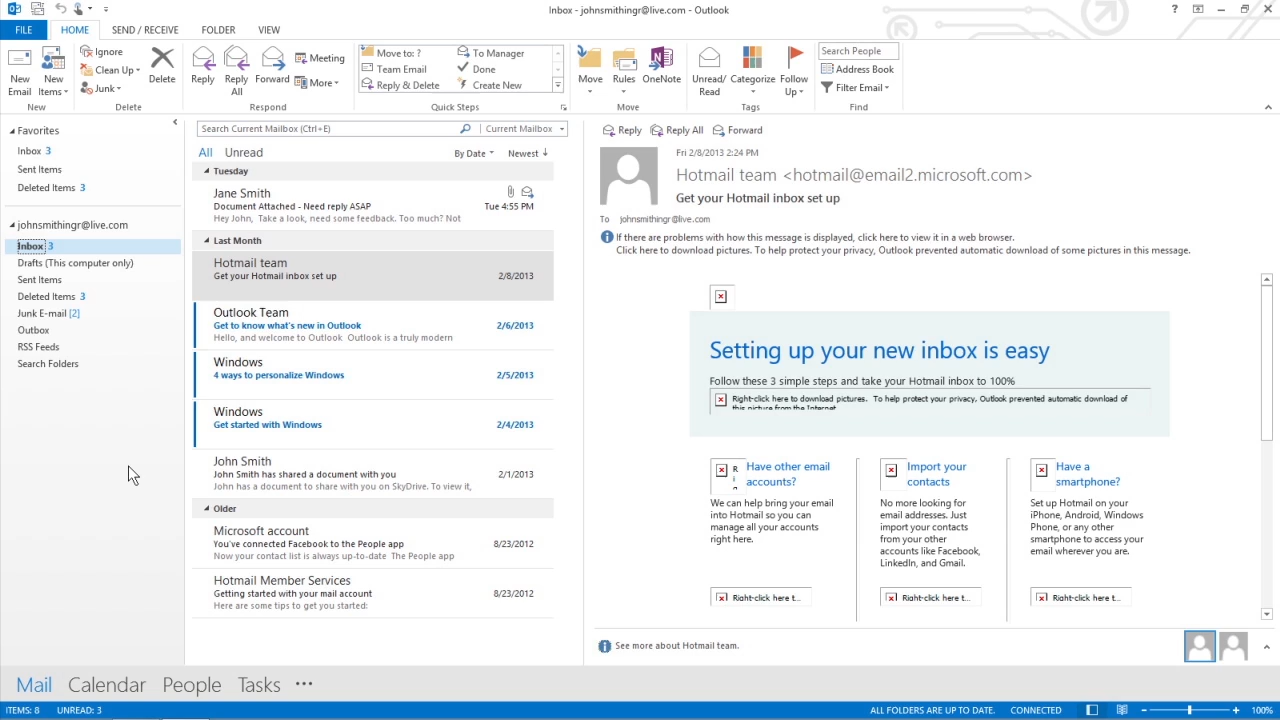 Inbox - johnsmithingr@live.com - Outlook
FILE HOME SEND / RECEIVE FOLDER VIEW
New Email
New Items
New
Ignore
Clean Up
Junk
Delete
Delete
Reply
Reply All
Forward
Meeting
More
Respond
Move to: ?
Team Email
Reply & Delete
To Manager
Done
Create New
Quick Steps
Move
Rules
OneNote
Move
Unread/ Read
Categorize
Follow Up
Tags
Search People
Address Book
Filter Email
Find
Favorites
Inbox 3
Sent Items
Deleted Items 3
johnsmithingr@live.com
Inbox 3
Drafts (This computer only)
Sent Items
Deleted Items 3
Junk E-mail [2]
Outbox
RSS Feeds
Search Folders
Search Current Mailbox (Ctrl+E) Current Mailbox
All Unread By Date Newest
Tuesday
Jane Smith
Document Attached - Need reply ASAP Tue 4:55 PM
Hey John, Take a look, need some feedback. Too much? Not
Last Month
Hotmail team
Get your Hotmail inbox set up 2/8/2013
Outlook Team
Get to know what's new in Outlook 2/6/2013
Hello, and welcome to Outlook Outlook is a truly modern
Windows
4 ways to personalize Windows 2/5/2013
Windows
Get started with Windows 2/4/2013
John Smith
John Smith has shared a document with you 2/1/2013
John has a document to share with you on SkyDrive. To view it,
Older
Microsoft account
You've connected Facebook to the People app 8/23/2012
Now your contact list is always up-to-date The People app
Hotmail Member Services
Getting started with your mail account 8/23/2012
Here are some tips to get you started:
Reply Reply All Forward
Fri 2/8/2013 2:24 PM
Hotmail team <hotmail@email2.microsoft.com>
Get your Hotmail inbox set up
To johnsmithingr@live.com
If there are problems with how this message is displayed, click here to view it in a web browser.
Click here to download pictures. To help protect your privacy, Outlook prevented automatic download of some pictures in this message.
Setting up your new inbox is easy
Follow these 3 simple steps and take your Hotmail inbox to 100%
Right-click here to download pictures. To help protect your privacy, Outlook prevented automatic download of
this picture from the Internet.
R
i
Have other email
accounts?
We can help bring your email
into Hotmail so you can
manage all your accounts
right here.
Right-click here t...
Import your
contacts
No more looking for
email addresses. Just
import your contacts
from your other
accounts like Facebook,
LinkedIn, and Gmail.
Right-click here t...
Have a
smartphone?
Set up Hotmail on your
iPhone, Android, Windows
Phone, or any other
smartphone to access your
email wherever you are.
Right-click here t...
See more about Hotmail team.
Mail Calendar People Tasks •••
ITEMS: 8 UNREAD: 3 ALL FOLDERS ARE UP TO DATE. CONNECTED 100%